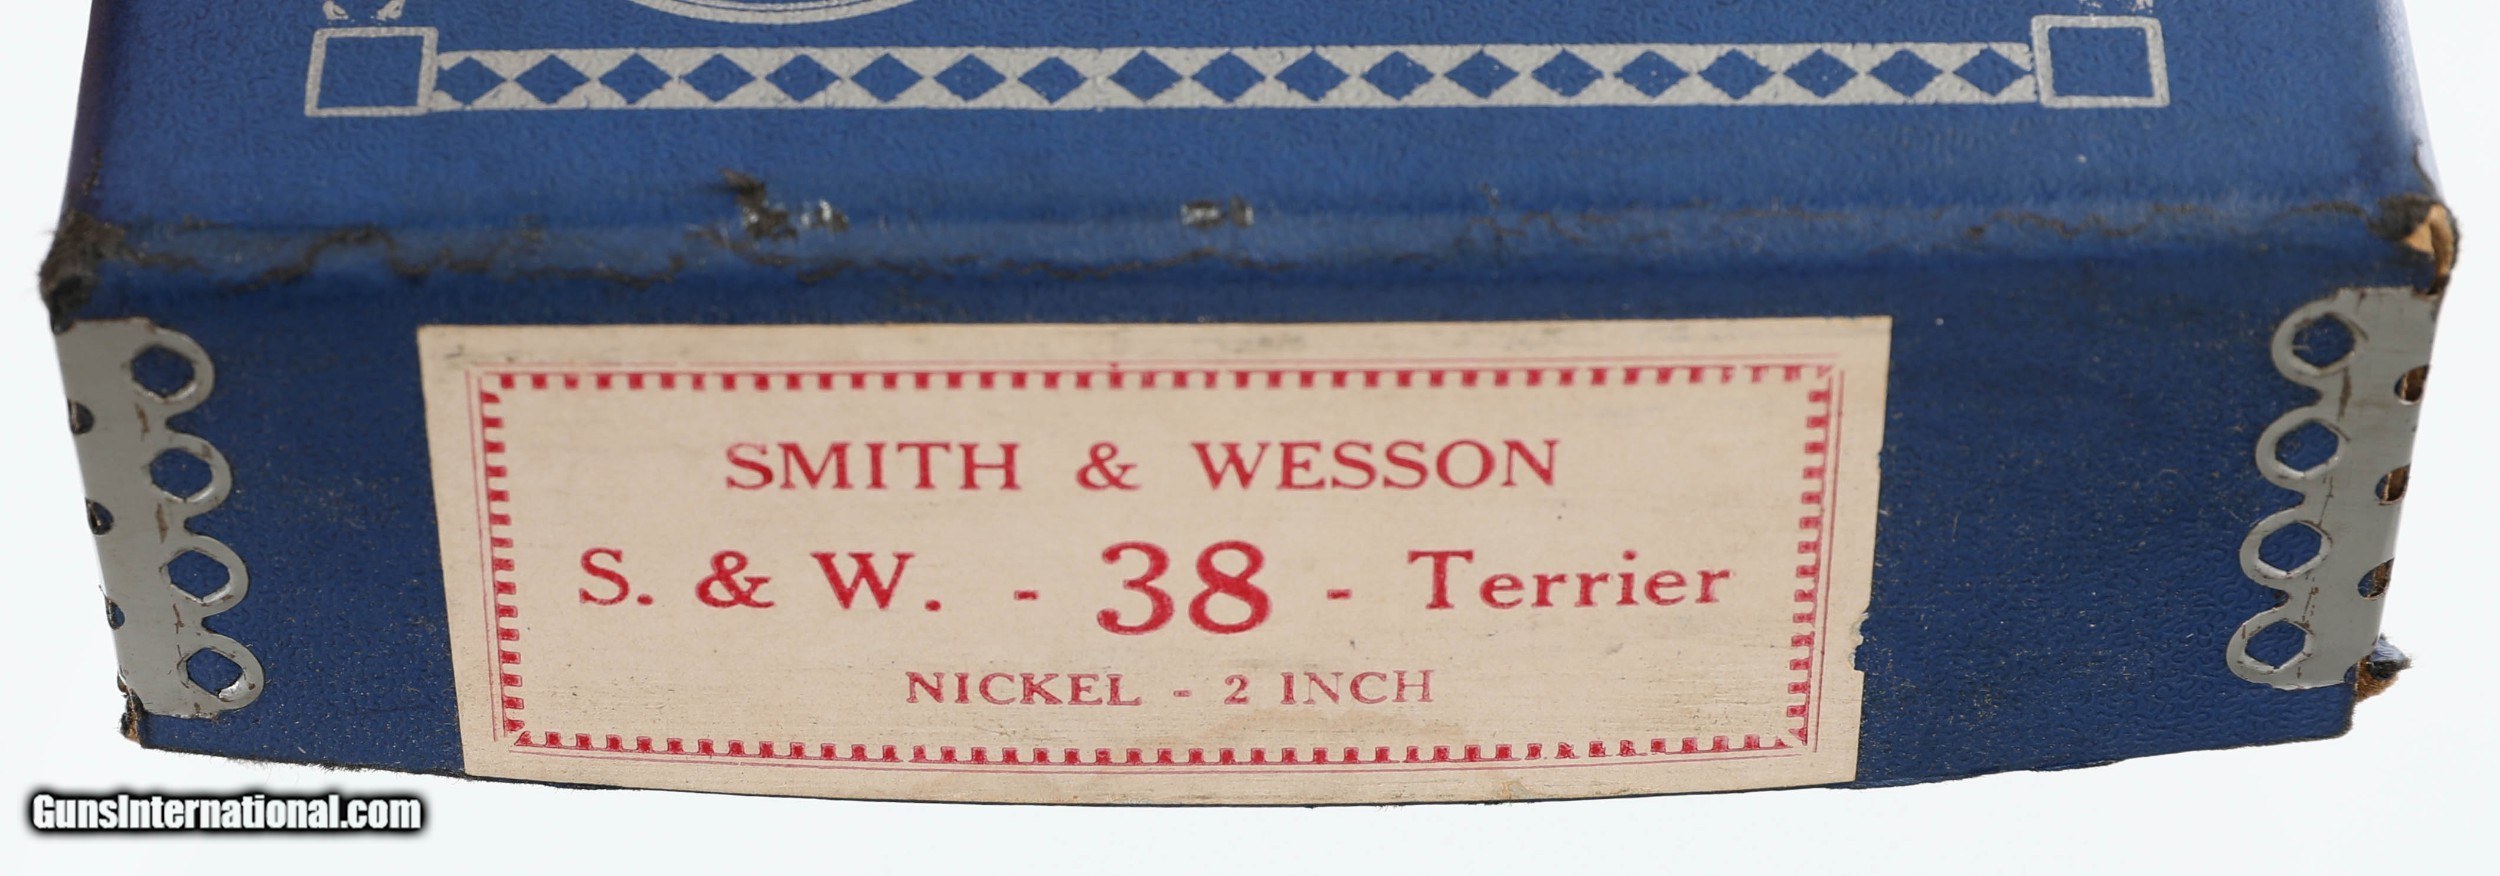 SMITH & WESSON
S. & W. - 38 - Terrier
NICKEL - 2 INCH
GunsInternational.com